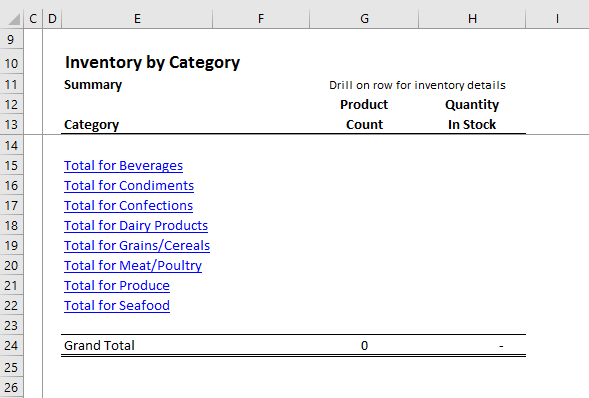 C D E F G H I
9
10 Inventory by Category
11 Summary Drill on row for inventory details
12 Product Quantity
13 Category Count In Stock
14
15 Total for Beverages
16 Total for Condiments
17 Total for Confections
18 Total for Dairy Products
19 Total for Grains/Cereals
20 Total for Meat/Poultry
21 Total for Produce
22 Total for Seafood
23
24 Grand Total 0 -
25
26